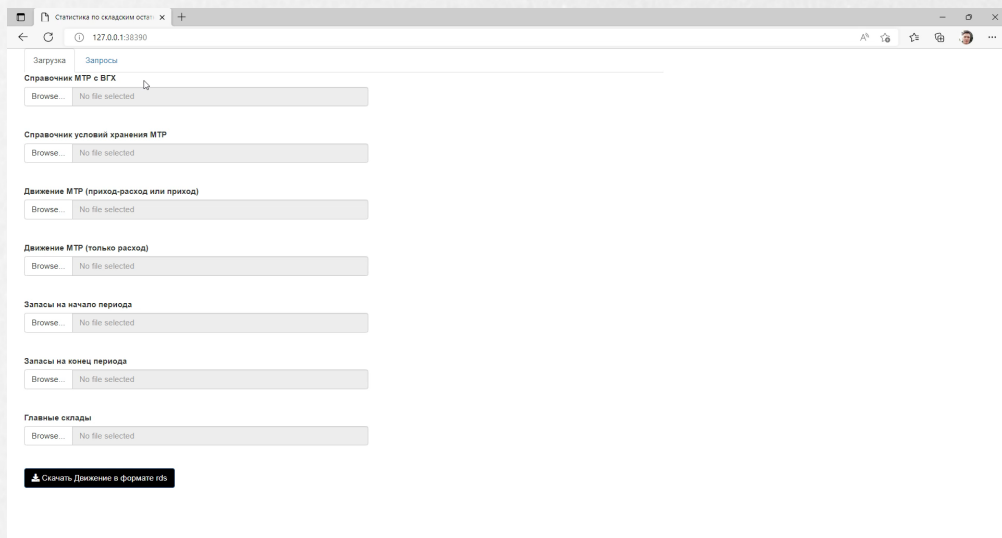 Статистика по складским остат
127.0.0.1:38390
Загрузка
Запросы
Справочник МТР с ВГХ
Browse... No file selected
Справочник условий хранения МТР
Browse... No file selected
Движение МТР (приход-расход или приход)
Browse... No file selected
Движение МТР (только расход)
Browse... No file selected
Запасы на начало периода
Browse... No file selected
Запасы на конец периода
Browse... No file selected
Главные склады
Browse... No file selected
Скачать Движение в формате rds